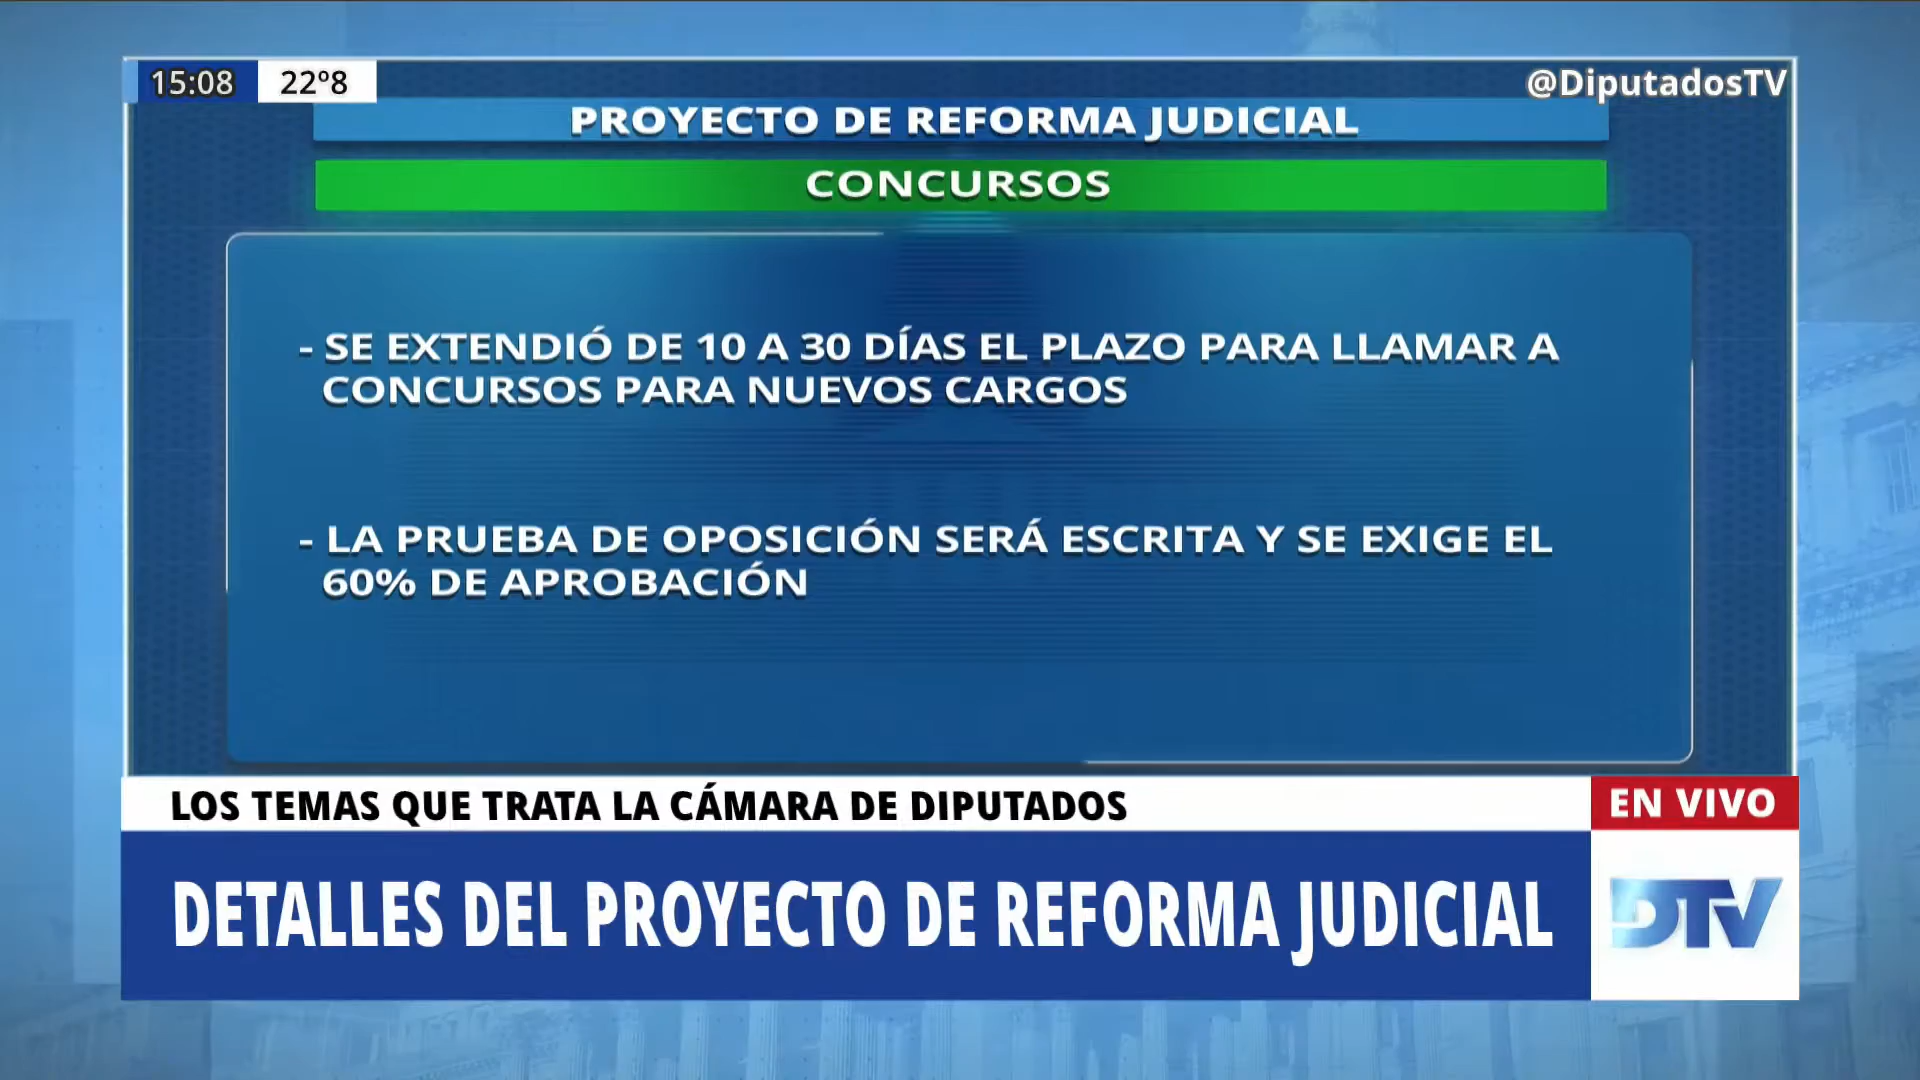 15:08 22º8
@DiputadosTV
PROYECTO DE REFORMA JUDICIAL
CONCURSOS
- SE EXTENDIÓ DE 10 A 30 DÍAS EL PLAZO PARA LLAMAR A
CONCURSOS PARA NUEVOS CARGOS
- LA PRUEBA DE OPOSICIÓN SERÁ ESCRITA Y SE EXIGE EL
60% DE APROBACIÓN
LOS TEMAS QUE TRATA LA CÁMARA DE DIPUTADOS
EN VIVO
DETALLES DEL PROYECTO DE REFORMA JUDICIAL
DTV